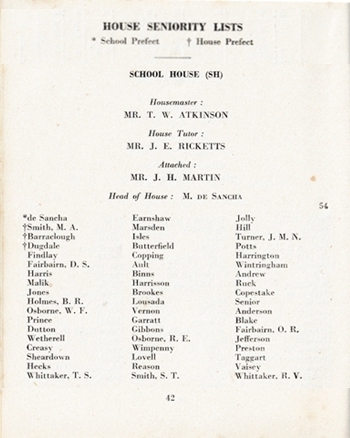 HOUSE SENIORITY LISTS
* School Prefect † House Prefect
SCHOOL HOUSE (SH)
Housemaster :
MR. T. W. ATKINSON
House Tutor :
MR. J. E. RICKETTS
Attached :
MR. J. H. MARTIN
Head of House : M. DE SANCHA
54
*de Sancha Earnshaw Jolly
†Smith, M. A. Marsden Hill
†Barraclough Isles Turner, J. M. N.
†Dugdale Butterfield Potts
Findlay Copping Harrington
Fairbairn, D. S. Ault Wintringham
Harris Binns Andrew
Malik Harrisson Ruck
Jones Brookes Copestake
Holmes, B. R. Lousada Senior
Osborne, W. F. Vernon Anderson
Prince Garratt Blake
Dutton Gibbons Fairbairn, O. R.
Wetherell Osborne, R. E. Jefferson
Creasy Wimpenny Preston
Sheardown Lovell Taggart
Hecks Reason Vaisey
Whittaker, T. S. Smith, S. T. Whittaker, R. V.
42